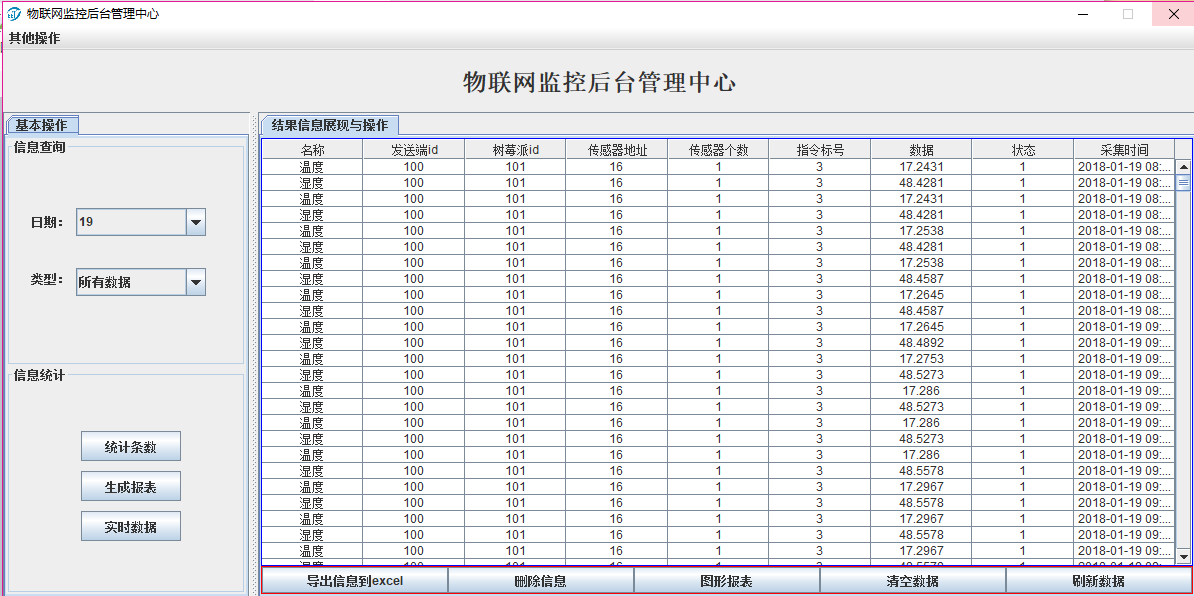 物联网监控后台管理中心
其他操作
物联网监控后台管理中心
基本操作
信息查询
日期： 19
类型： 所有数据
信息统计
统计条数
生成报表
实时数据
结果信息展现与操作
名称 发送端id 树莓派id 传感器地址 传感器个数 指令标号 数据 状态 采集时间
温度 100 101 16 1 3 17.2431 1 2018-01-19 08:...
湿度 100 101 16 1 3 48.4281 1 2018-01-19 08:...
温度 100 101 16 1 3 17.2431 1 2018-01-19 08:...
湿度 100 101 16 1 3 48.4281 1 2018-01-19 08:...
温度 100 101 16 1 3 17.2538 1 2018-01-19 08:...
湿度 100 101 16 1 3 48.4281 1 2018-01-19 08:...
温度 100 101 16 1 3 17.2538 1 2018-01-19 08:...
湿度 100 101 16 1 3 48.4587 1 2018-01-19 08:...
温度 100 101 16 1 3 17.2645 1 2018-01-19 08:...
湿度 100 101 16 1 3 48.4587 1 2018-01-19 08:...
温度 100 101 16 1 3 17.2645 1 2018-01-19 09:...
湿度 100 101 16 1 3 48.4892 1 2018-01-19 09:...
温度 100 101 16 1 3 17.2753 1 2018-01-19 09:...
湿度 100 101 16 1 3 48.5273 1 2018-01-19 09:...
温度 100 101 16 1 3 17.286 1 2018-01-19 09:...
湿度 100 101 16 1 3 48.5273 1 2018-01-19 09:...
温度 100 101 16 1 3 17.286 1 2018-01-19 09:...
湿度 100 101 16 1 3 48.5273 1 2018-01-19 09:...
温度 100 101 16 1 3 17.286 1 2018-01-19 09:...
湿度 100 101 16 1 3 48.5578 1 2018-01-19 09:...
温度 100 101 16 1 3 17.2967 1 2018-01-19 09:...
湿度 100 101 16 1 3 48.5578 1 2018-01-19 09:...
温度 100 101 16 1 3 17.2967 1 2018-01-19 09:...
湿度 100 101 16 1 3 48.5578 1 2018-01-19 09:...
温度 100 101 16 1 3 17.2967 1 2018-01-19 09:...
导出信息到excel 删除信息 图形报表 清空数据 刷新数据